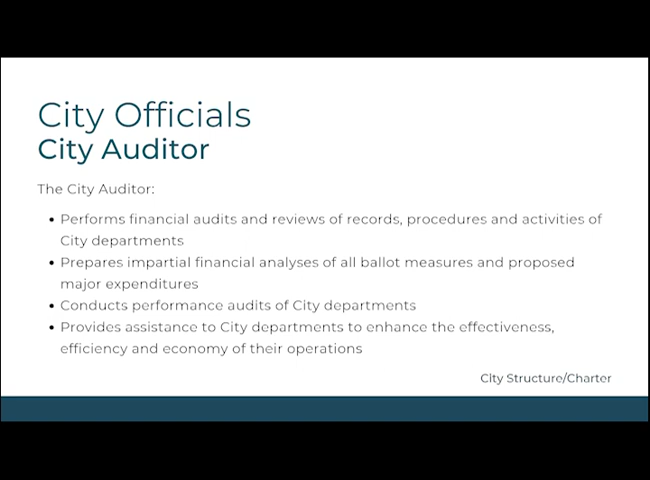 City Officials
City Auditor
The City Auditor:
• Performs financial audits and reviews of records, procedures and activities of
City departments
• Prepares impartial financial analyses of all ballot measures and proposed
major expenditures
• Conducts performance audits of City departments
• Provides assistance to City departments to enhance the effectiveness,
efficiency and economy of their operations
City Structure/Charter